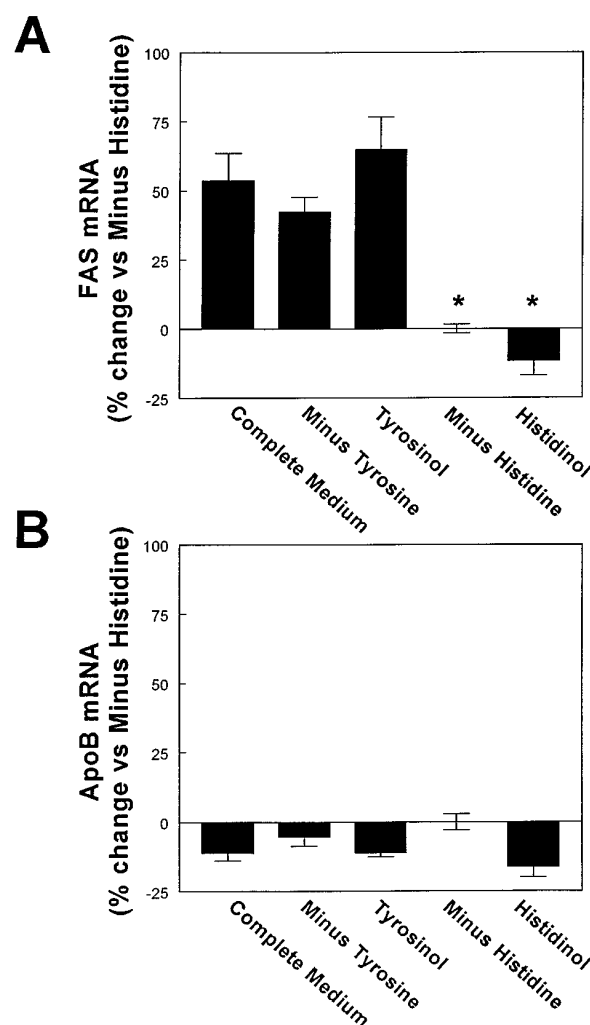 A
FAS mRNA
(% change vs Minus Histidine)
100
75
50
25
0
-25
* *
Complete Medium
Minus Tyrosine
Tyrosinol
Minus Histidine
Histidinol
B
ApoB mRNA
(% change vs Minus Histidine)
100
75
50
25
0
-25
Complete Medium
Minus Tyrosine
Tyrosinol
Minus Histidine
Histidinol